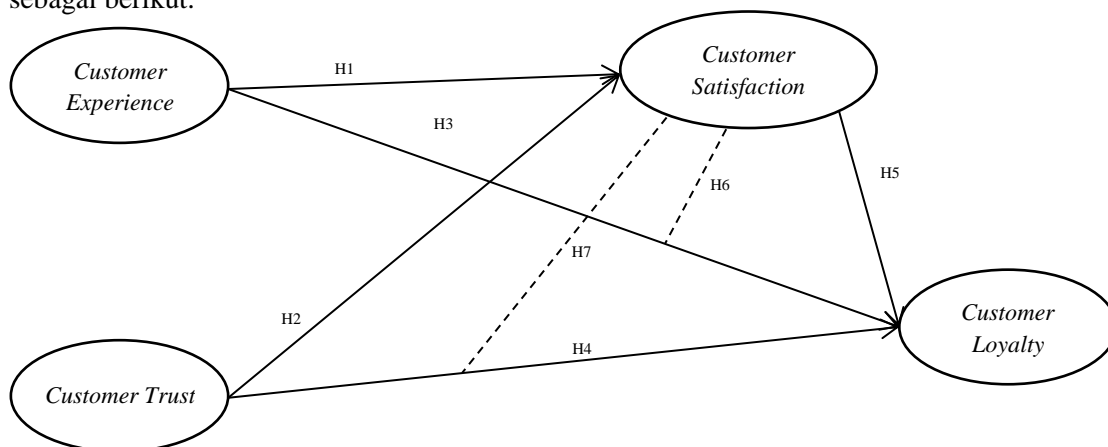 sebagai berikut:
Customer
Experience
H1
Customer
Satisfaction
H3
H5
H6
H7
H2
H4
Customer
Loyalty
Customer Trust